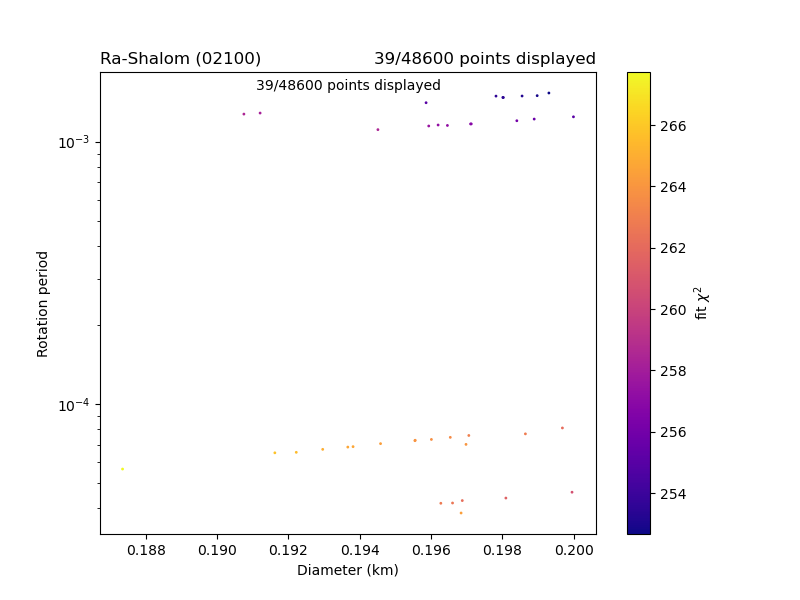 Ra-Shalom (02100) 39/48600 points displayed
39/48600 points displayed
10⁻³
10⁻⁴
Rotation period
0.188 0.190 0.192 0.194 0.196 0.198 0.200
Diameter (km)
266
264
262
260
258
256
254
fit χ²